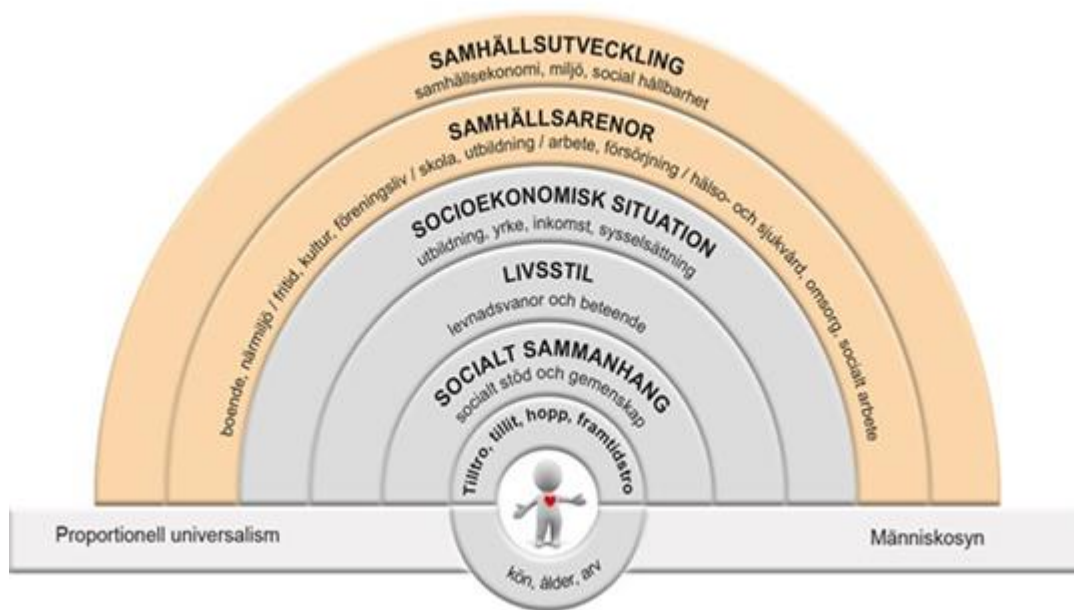 SAMHÄLLSUTVECKLING
samhällsekonomi, miljö, social hållbarhet
SAMHÄLLSARENOR
boende, närmiljö / fritid, kultur, föreningsliv / skola, utbildning / arbete, försörjning / hälso- och sjukvård, omsorg, socialt arbete
SOCIOEKONOMISK SITUATION
utbildning, yrke, inkomst, sysselsättning
LIVSSTIL
levnadsvanor och beteende
SOCIALT SAMMANHANG
socialt stöd och gemenskap
Tilltro, tillit, hopp, framtidstro
Proportionell universalism
Människosyn
kön, ålder, arv